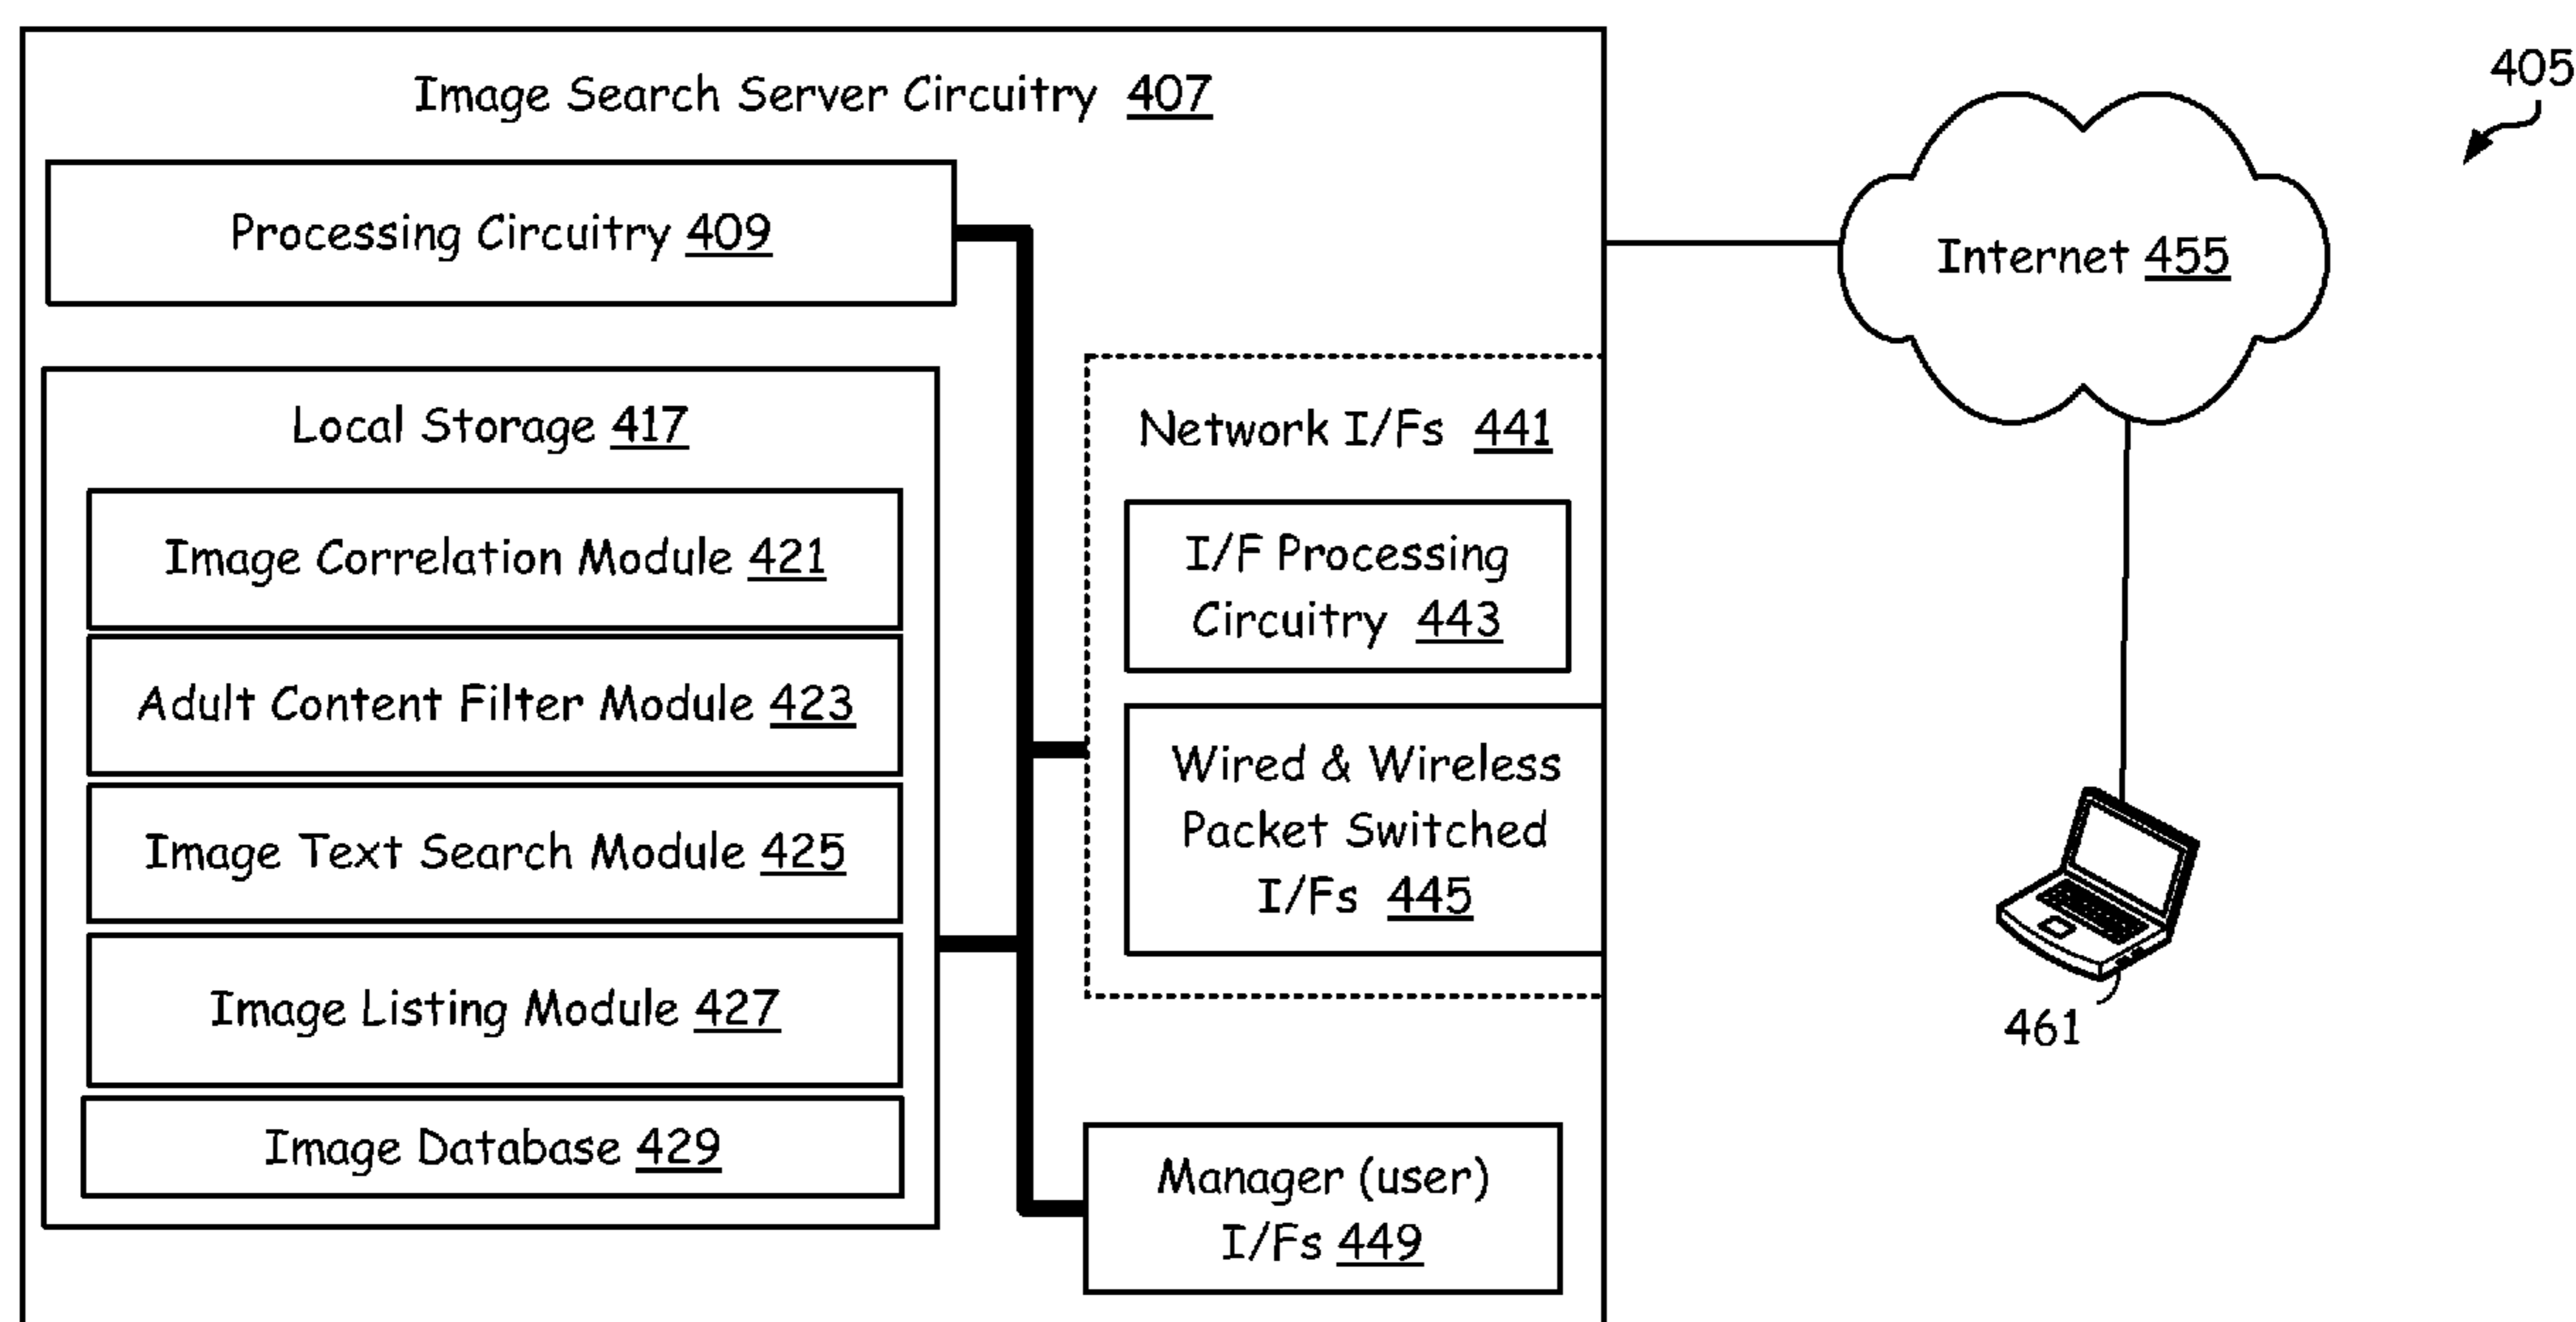 Image Search Server Circuitry 407
405
Processing Circuitry 409
Internet 455
Local Storage 417
Image Correlation Module 421
Adult Content Filter Module 423
Image Text Search Module 425
Image Listing Module 427
Image Database 429
Network I/Fs 441
I/F Processing
Circuitry 443
Wired & Wireless
Packet Switched
I/Fs 445
Manager (user)
I/Fs 449
461